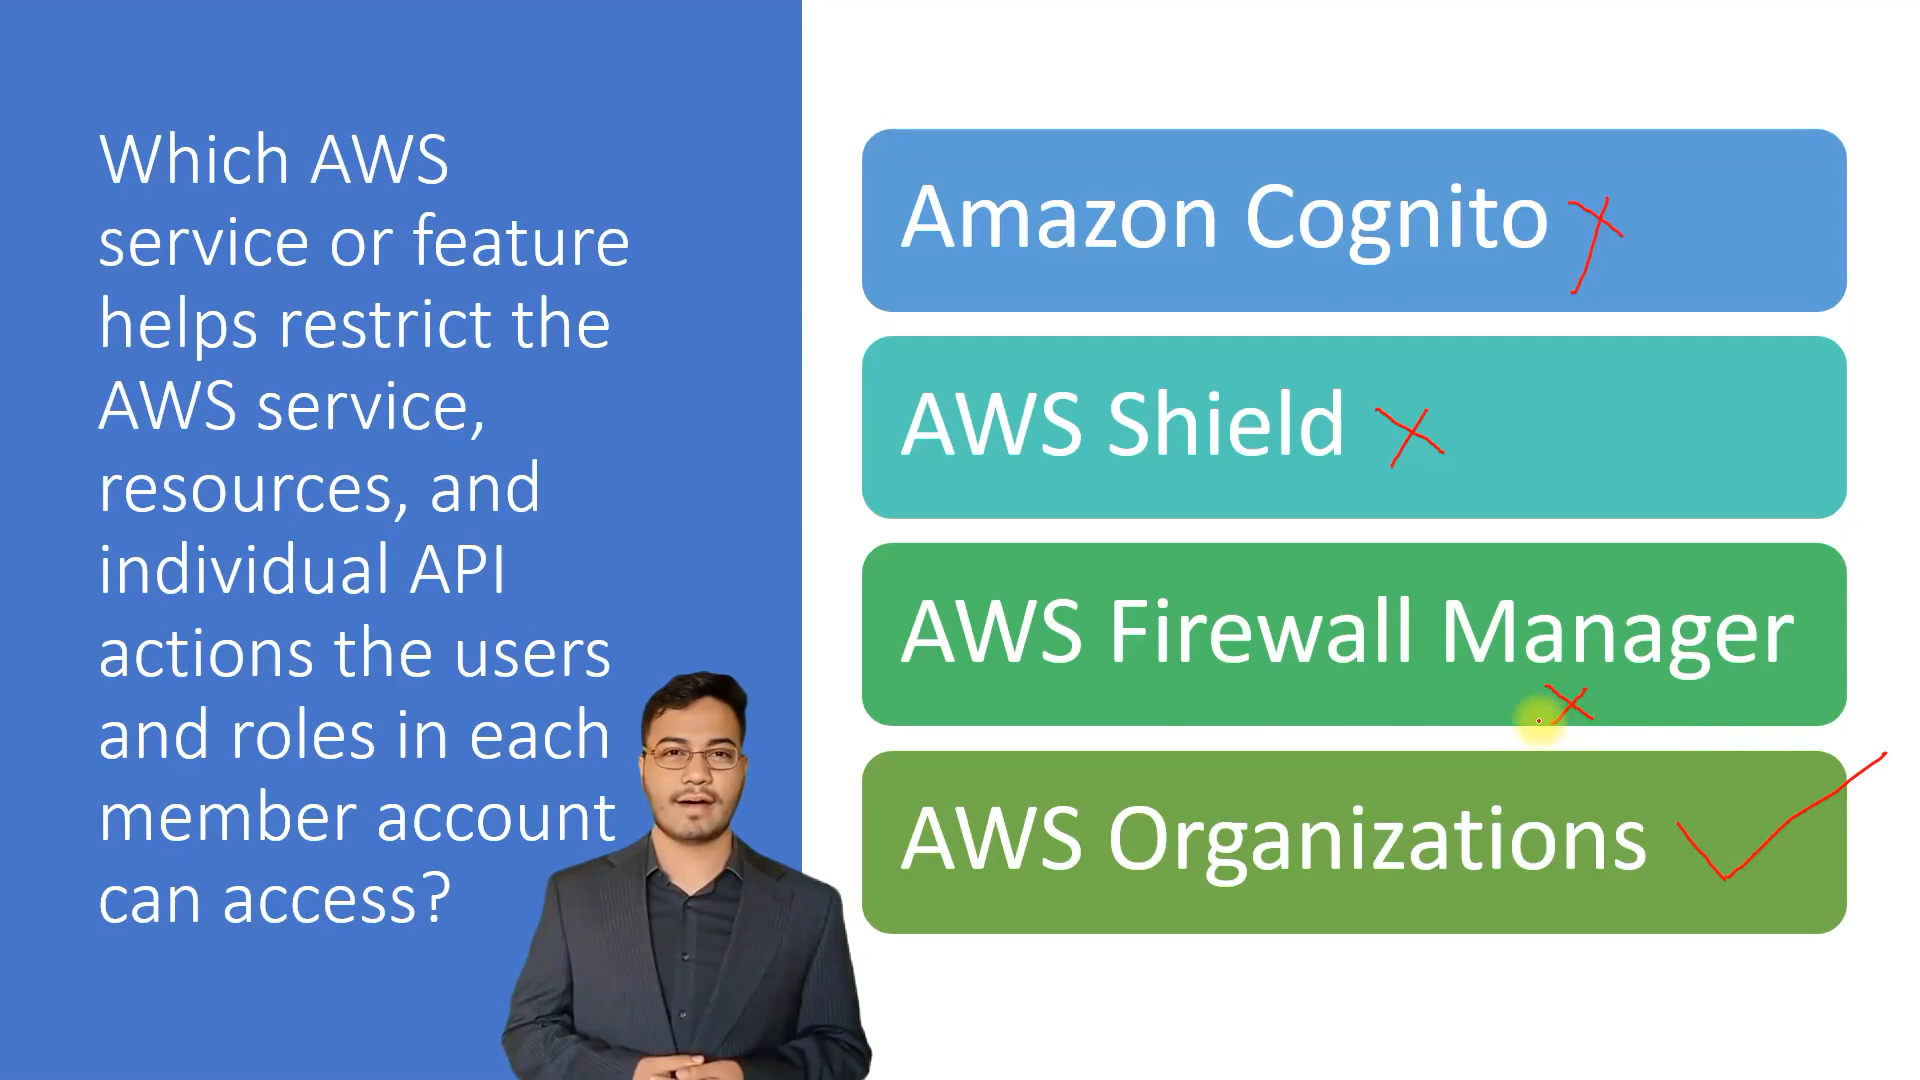 Which AWS
service or feature
helps restrict the
AWS service,
resources, and
individual API
actions the users
and roles in each
member account
can access?
Amazon Cognito
AWS Shield
AWS Firewall Manager
AWS Organizations